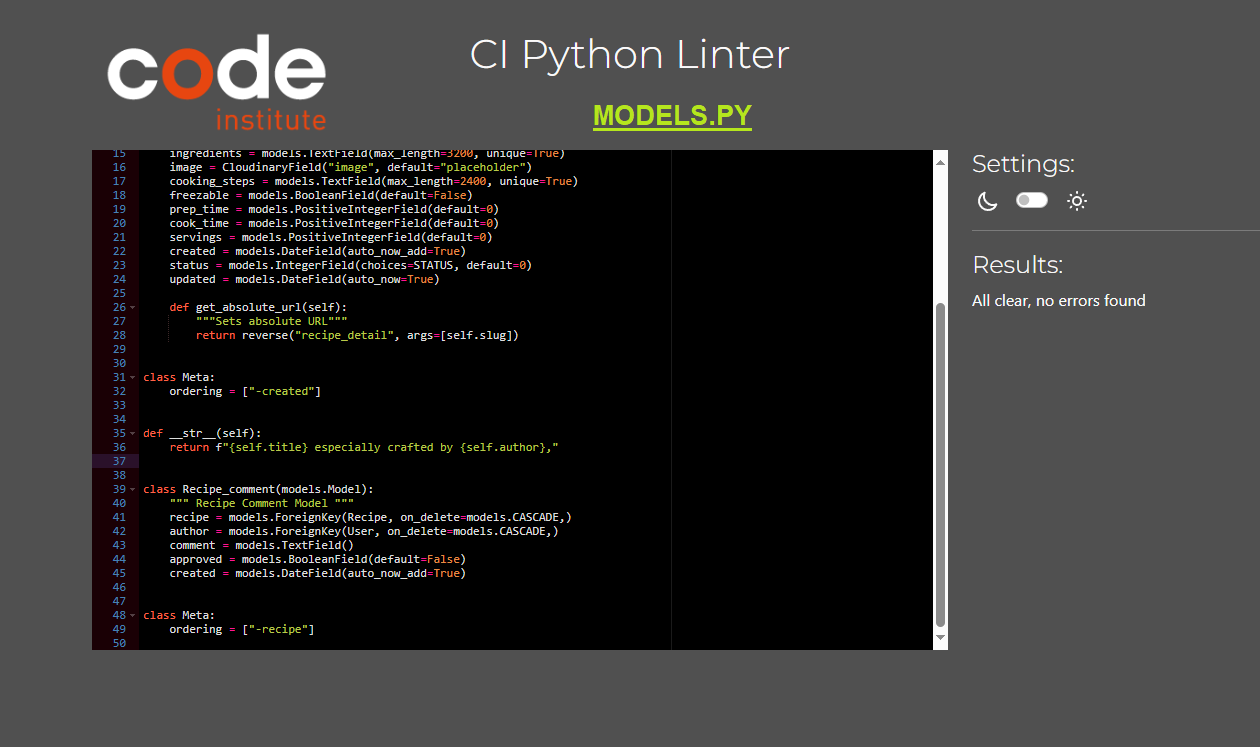 code
institute
CI Python Linter
MODELS.PY
15 ingredients = models.TextField(max_length=3200, unique=True)
16 image = CloudinaryField("image", default="placeholder")
17 cooking_steps = models.TextField(max_length=2400, unique=True)
18 freezable = models.BooleanField(default=False)
19 prep_time = models.PositiveIntegerField(default=0)
20 cook_time = models.PositiveIntegerField(default=0)
21 servings = models.PositiveIntegerField(default=0)
22 created = models.DateField(auto_now_add=True)
23 status = models.IntegerField(choices=STATUS, default=0)
24 updated = models.DateField(auto_now=True)
25
26 def get_absolute_url(self):
27 """Sets absolute URL"""
28 return reverse("recipe_detail", args=[self.slug])
29
30
31 class Meta:
32 ordering = ["-created"]
33
34
35 def __str__(self):
36 return f"{self.title} especially crafted by {self.author},"
37
38
39 class Recipe_comment(models.Model):
40 """ Recipe Comment Model """
41 recipe = models.ForeignKey(Recipe, on_delete=models.CASCADE,)
42 author = models.ForeignKey(User, on_delete=models.CASCADE,)
43 comment = models.TextField()
44 approved = models.BooleanField(default=False)
45 created = models.DateField(auto_now_add=True)
46
47
48 class Meta:
49 ordering = ["-recipe"]
50
Settings:
Results:
All clear, no errors found